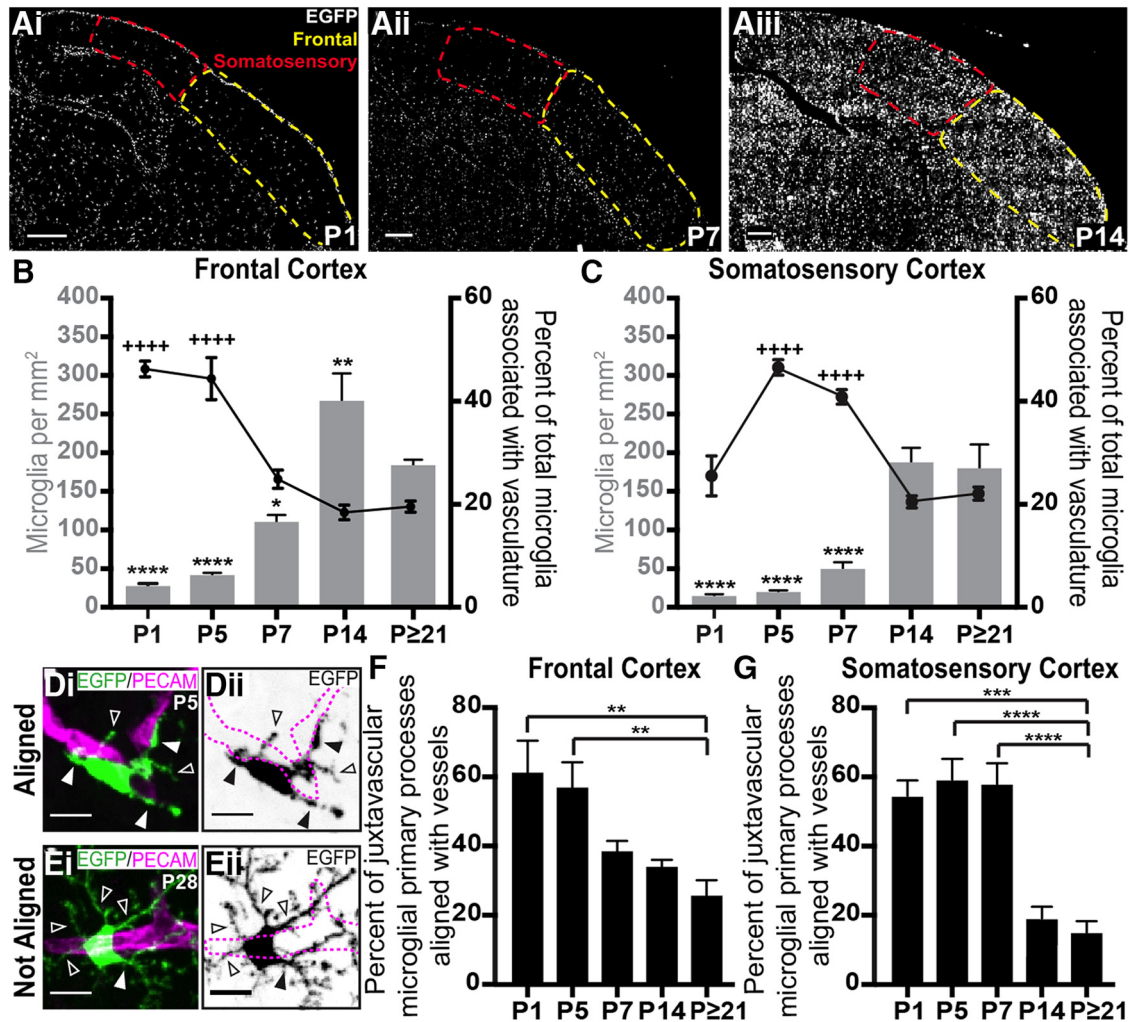 Ai
EGFP
Frontal
Somatosensory
P1
Aii
P7
Aiii
P14
B
Frontal Cortex
Microglia per mm²
400
350
300
250
200
150
100
50
0
60
40
20
0
Percent of total microglia
associated with vasculature
++++
++++
**
*
****
****
P1
P5
P7
P14
P≥21
C
Somatosensory Cortex
Microglia per mm²
400
350
300
250
200
150
100
50
0
60
40
20
0
Percent of total microglia
associated with vasculature
++++
++++
****
****
****
P1
P5
P7
P14
P≥21
Aligned
Di
EGFP/PECAM
P5
Dii
EGFP
Not Aligned
Ei
EGFP/PECAM
P28
Eii
EGFP
F
Frontal Cortex
Percent of juxtavascular
microglial primary processes
aligned with vessels
80
60
40
20
0
**
**
P1
P5
P7
P14
P≥21
G
Somatosensory Cortex
Percent of juxtavascular
microglial primary processes
aligned with vessels
80
60
40
20
0
***
****
****
P1
P5
P7
P14
P≥21